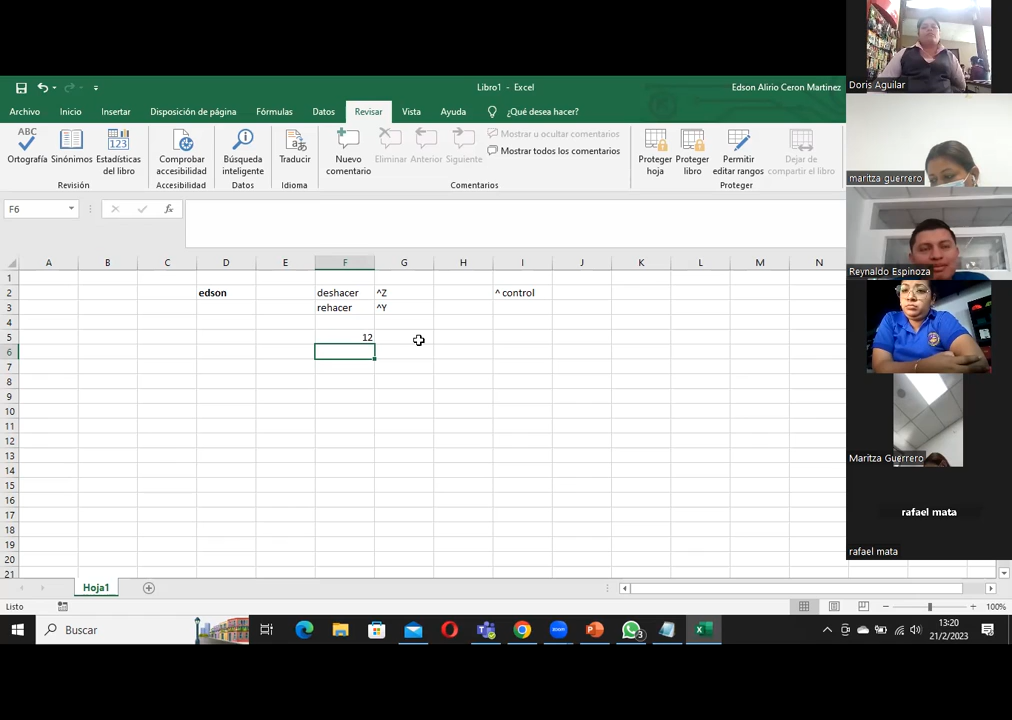 Libro1 - Excel
Edson Alirio Ceron Martinez
Archivo Inicio Insertar Disposición de página Fórmulas Datos Revisar Vista Ayuda ¿Qué desea hacer?
ABC
Ortografía
Sinónimos
123
Estadísticas del libro
Revisión
Comprobar accesibilidad
Accesibilidad
Búsqueda inteligente
Datos
Traducir
Idioma
Nuevo comentario
Eliminar
Anterior
Siguiente
Mostrar u ocultar comentarios
Mostrar todos los comentarios
Comentarios
Proteger hoja
Proteger libro
Permitir editar rangos
Dejar de compartir el libro
Proteger
F6
fx
A B C D E F G H I J K L M N
1
2 edson deshacer ^Z ^ control
3 rehacer ^Y
4
5 12
6
7
8
9
10
11
12
13
14
15
16
17
18
19
20
21
Hoja1
Listo
100%
Buscar
3
13:20
21/2/2023
Doris Aguilar
maritza guerrero
Reynaldo Espinoza
Maritza Guerrero
rafael mata
rafael mata